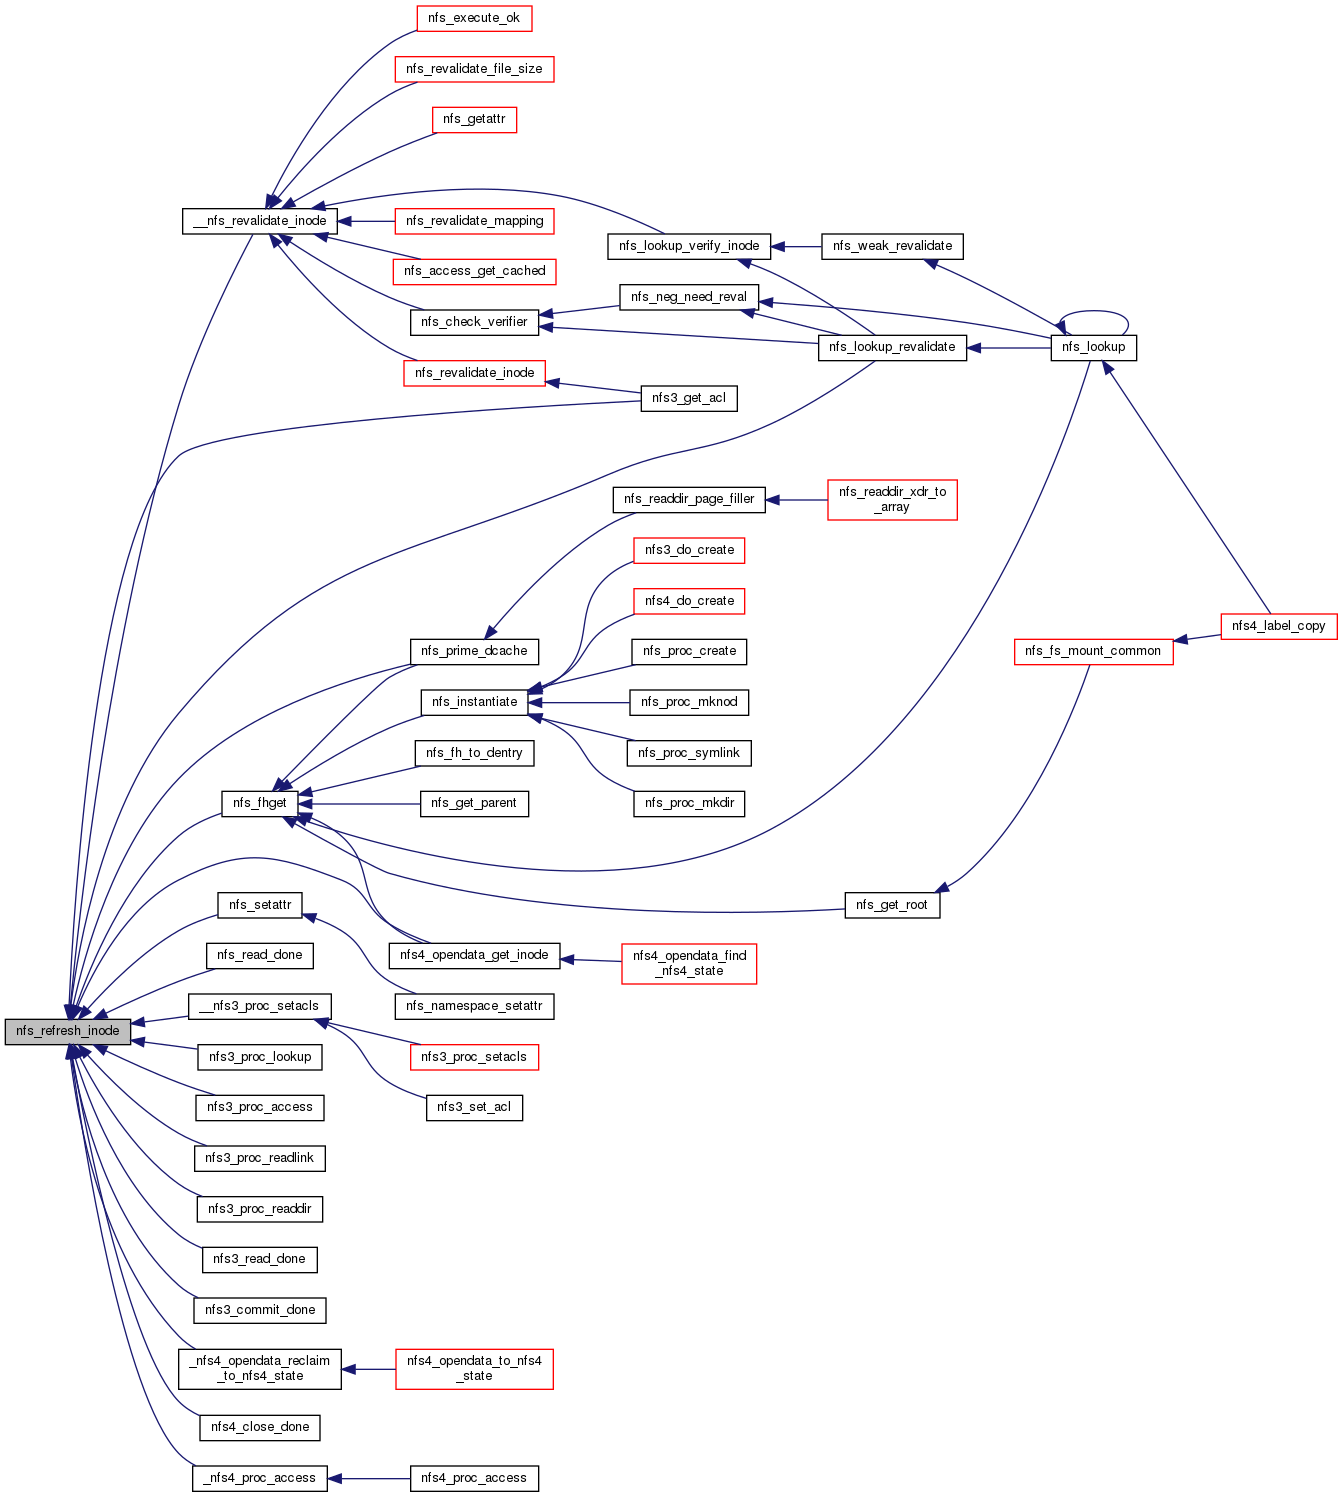 nfs_execute_ok
nfs_revalidate_file_size
nfs_getattr
__nfs_revalidate_inode
nfs_revalidate_mapping
nfs_lookup_verify_inode
nfs_weak_revalidate
nfs_access_get_cached
nfs_neg_need_reval
nfs_check_verifier
nfs_lookup_revalidate
nfs_lookup
nfs_revalidate_inode
nfs3_get_acl
nfs_readdir_page_filler
nfs_readdir_xdr_to
_array
nfs3_do_create
nfs4_do_create
nfs4_label_copy
nfs_prime_dcache
nfs_proc_create
nfs_fs_mount_common
nfs_instantiate
nfs_proc_mknod
nfs_fh_to_dentry
nfs_proc_symlink
nfs_fhget
nfs_get_parent
nfs_proc_mkdir
nfs_setattr
nfs_get_root
nfs_read_done
nfs4_opendata_get_inode
nfs4_opendata_find
_nfs4_state
__nfs3_proc_setacls
nfs_namespace_setattr
nfs_refresh_inode
nfs3_proc_lookup
nfs3_proc_setacls
nfs3_proc_access
nfs3_set_acl
nfs3_proc_readlink
nfs3_proc_readdir
nfs3_read_done
nfs3_commit_done
_nfs4_opendata_reclaim
_to_nfs4_state
nfs4_opendata_to_nfs4
_state
nfs4_close_done
_nfs4_proc_access
nfs4_proc_access